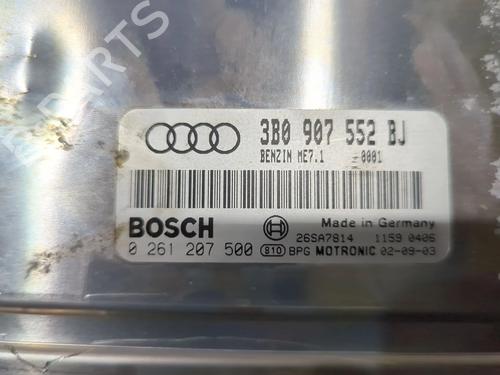 PARTS
3B0 907 552 BJ
BENZIN ME7.1 -0001
BOSCH
Made in Germany
26SA7814 1159 0406
0 261 207 500 810 BPG MOTRONIC 02-09-03